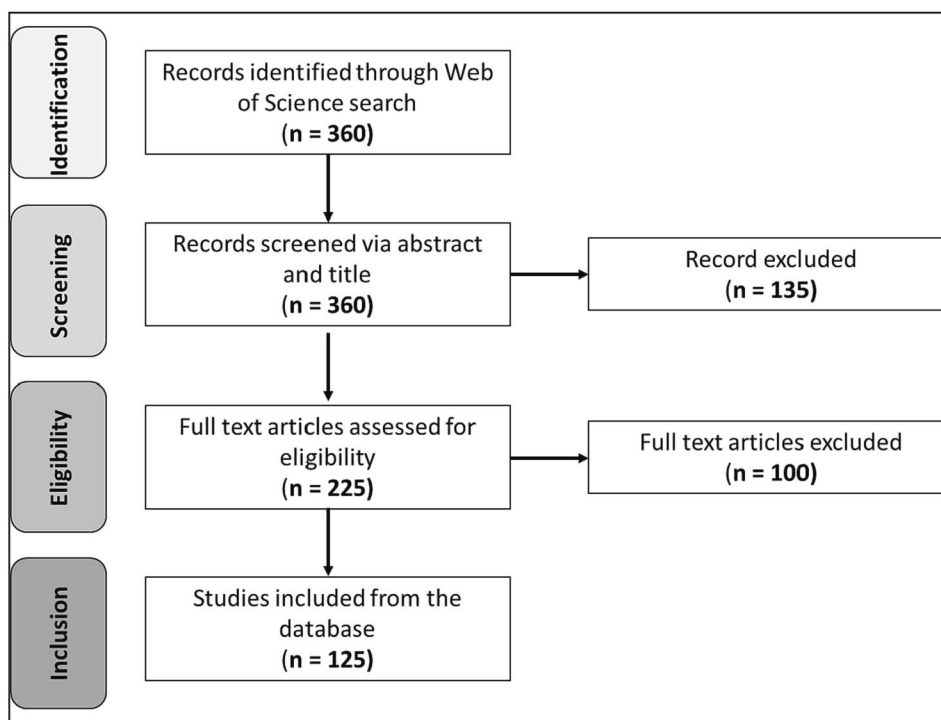 Identification
Records identified through Web
of Science search
(n = 360)
Screening
Records screened via abstract
and title
(n = 360)
Record excluded
(n = 135)
Eligibility
Full text articles assessed for
eligibility
(n = 225)
Full text articles excluded
(n = 100)
Inclusion
Studies included from the
database
(n = 125)